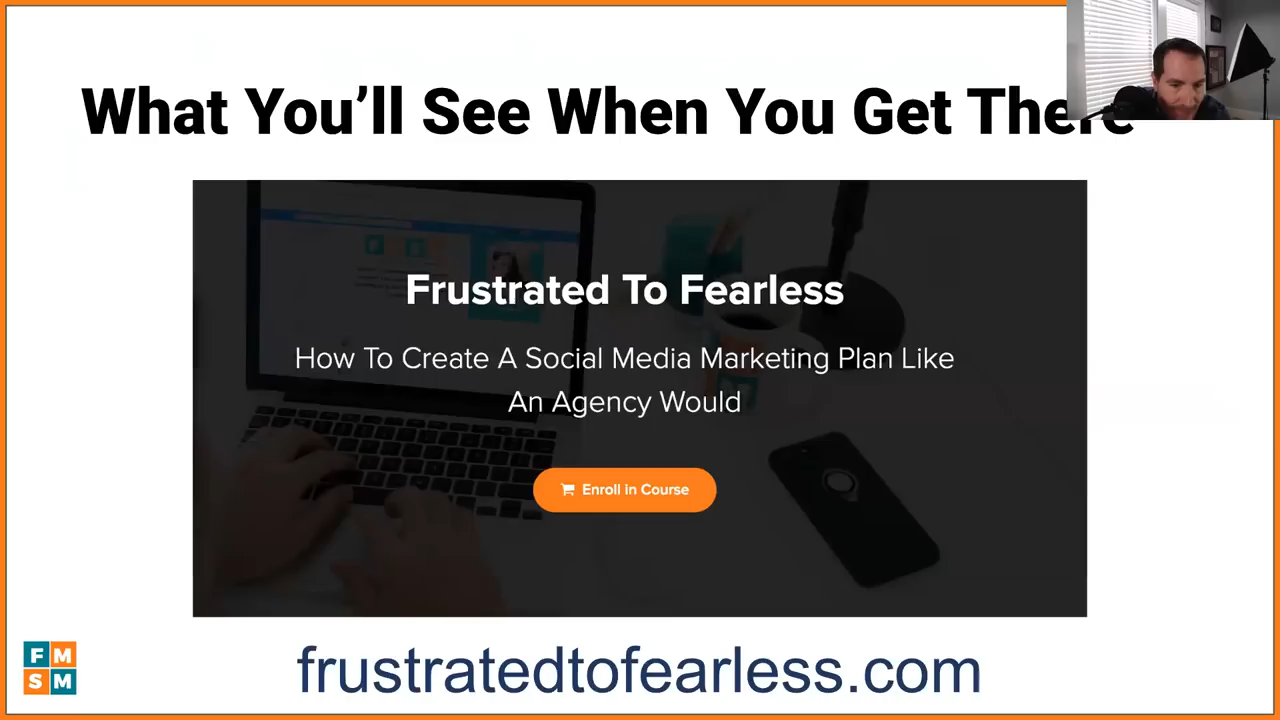 What You'll See When You Get There
Frustrated To Fearless
How To Create A Social Media Marketing Plan Like
An Agency Would
Enroll in Course
F M
S M
frustratedtofearless.com